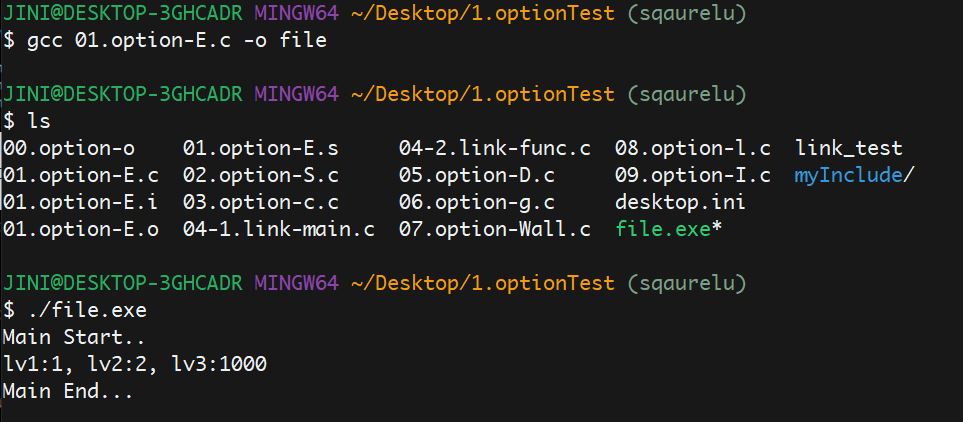 JINI@DESKTOP-3GHCADR MINGW64 ~/Desktop/1.optionTest (sqaurelu)
$ gcc 01.option-E.c -o file
JINI@DESKTOP-3GHCADR MINGW64 ~/Desktop/1.optionTest (sqaurelu)
$ ls
00.option-o 01.option-E.s 04-2.link-func.c 08.option-l.c link_test
01.option-E.c 02.option-S.c 05.option-D.c 09.option-I.c myInclude/
01.option-E.i 03.option-c.c 06.option-g.c desktop.ini
01.option-E.o 04-1.link-main.c 07.option-Wall.c file.exe*
JINI@DESKTOP-3GHCADR MINGW64 ~/Desktop/1.optionTest (sqaurelu)
$ ./file.exe
Main Start..
lv1:1, lv2:2, lv3:1000
Main End...